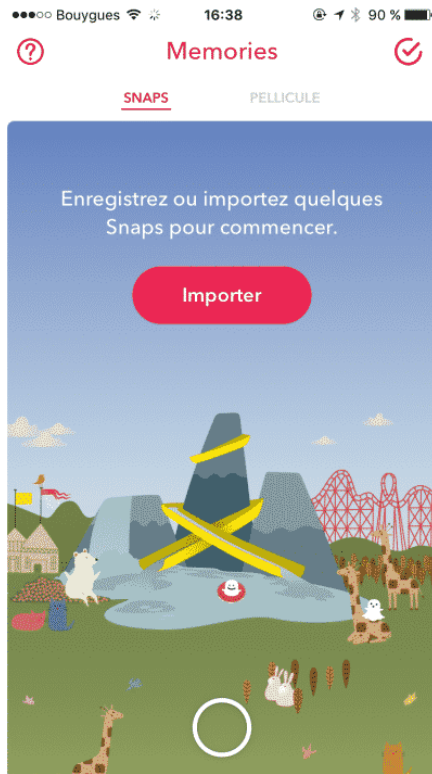 Bouygues 16:38 90 %
Memories
SNAPS PELLICULE
Enregistrez ou importez quelques
Snaps pour commencer.
Importer